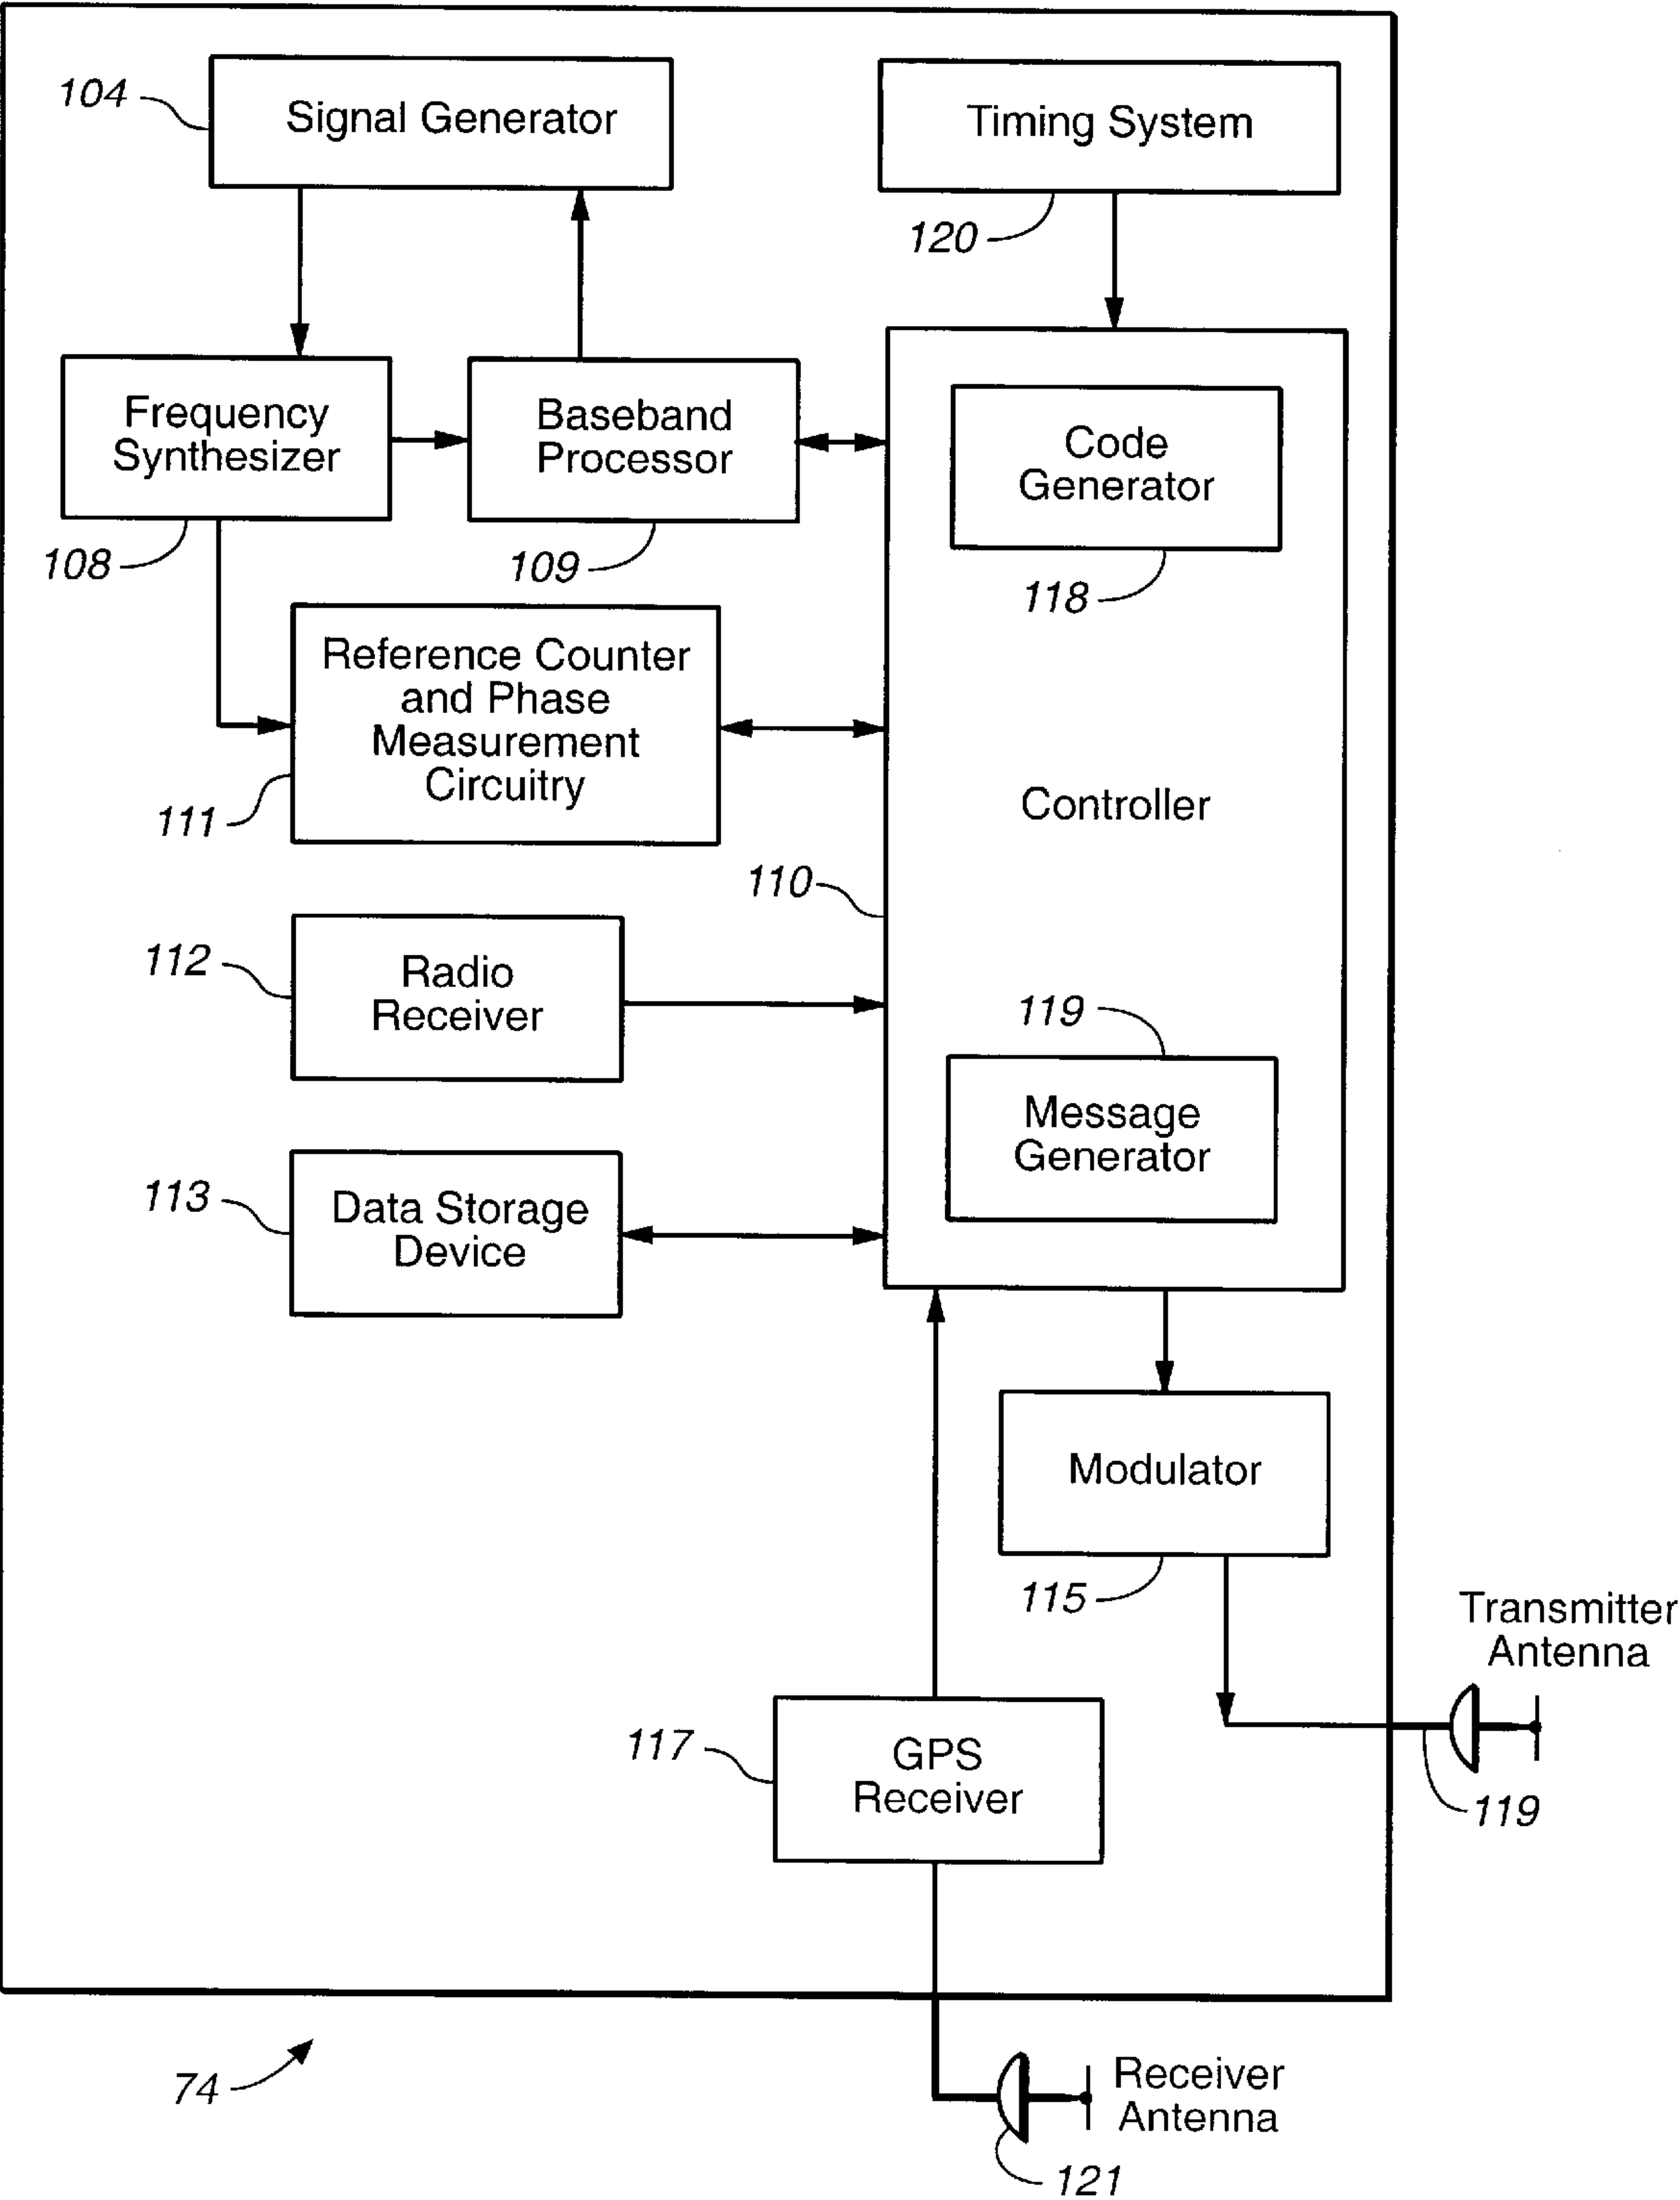 104
Signal Generator
Timing System
120
Frequency
Synthesizer
108
Baseband
Processor
109
Code
Generator
118
Reference Counter
and Phase
Measurement
Circuitry
111
Controller
110
112
Radio
Receiver
119
Message
Generator
113
Data Storage
Device
Modulator
115
Transmitter
Antenna
119
117
GPS
Receiver
74
Receiver
Antenna
121